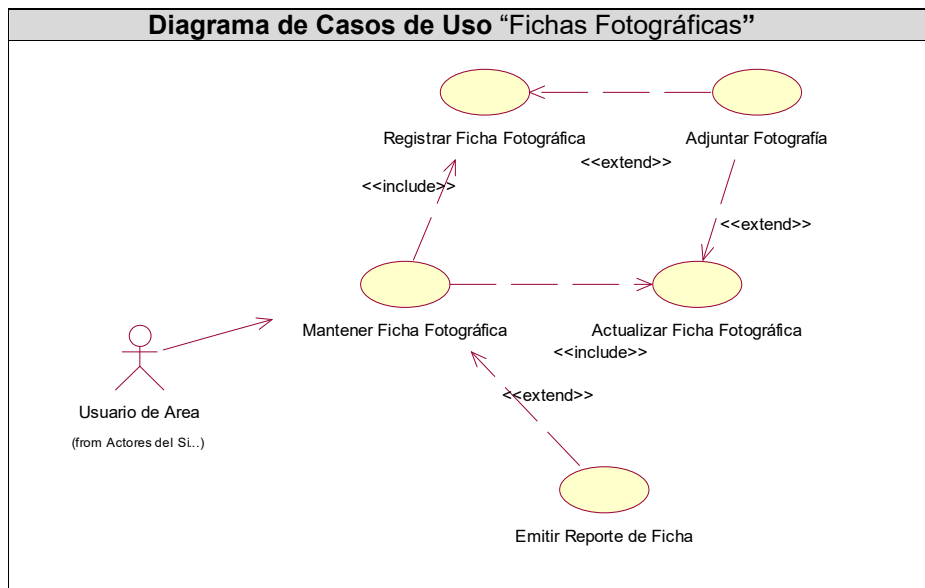 Diagrama de Casos de Uso “Fichas Fotográficas”
Registrar Ficha Fotográfica
Adjuntar Fotografía
<<extend>>
<<include>>
<<extend>>
Mantener Ficha Fotográfica
Actualizar Ficha Fotográfica
<<include>>
<<extend>>
Usuario de Area
(from Actores del Si...)
Emitir Reporte de Ficha